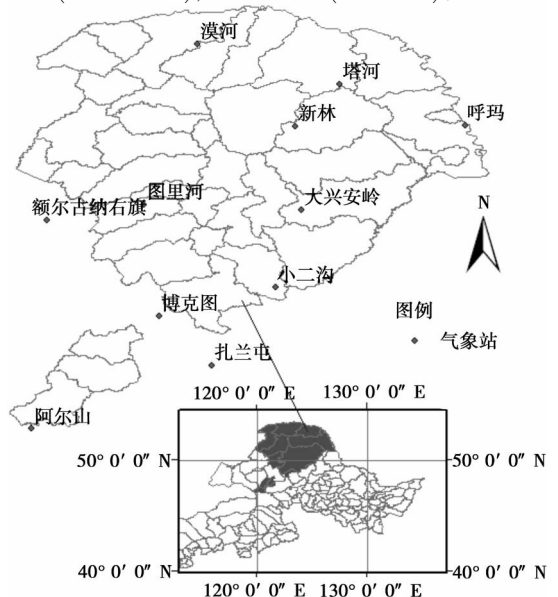 漠河
塔河
新林
呼玛
图里河
额尔古纳右旗
大兴安岭
N
小二沟
博克图
图例
气象站
扎兰屯
120° 0′ 0″ E 130° 0′ 0″ E
阿尔山
50° 0′ 0″ N 50° 0′ 0″ N
40° 0′ 0″ N 40° 0′ 0″ N
120° 0′ 0″ E 130° 0′ 0″ E